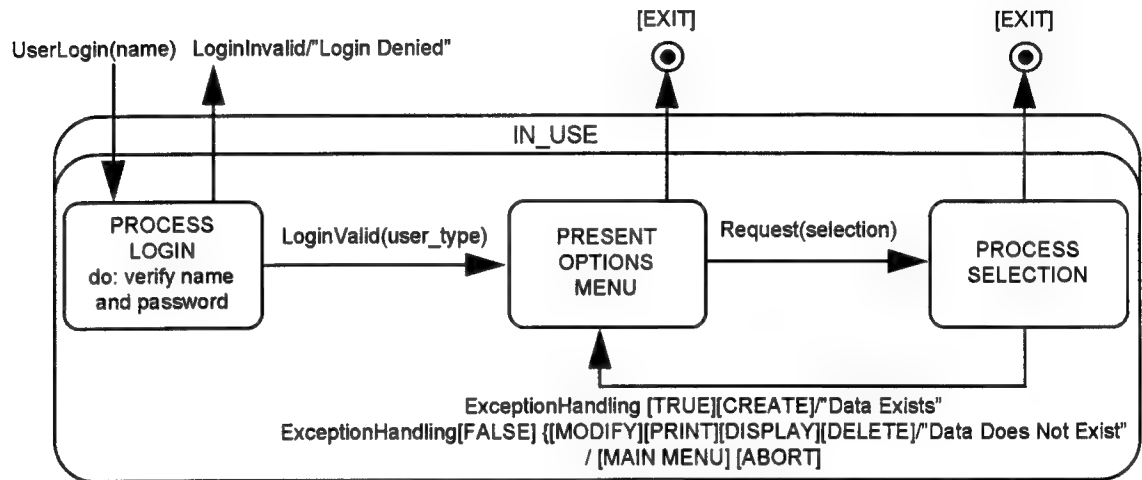 [EXIT]
[EXIT]
UserLogin(name)
LoginInvalid/"Login Denied"
IN_USE
PROCESS
LOGIN
do: verify name
and password
LoginValid(user_type)
PRESENT
OPTIONS
MENU
Request(selection)
PROCESS
SELECTION
ExceptionHandling [TRUE][CREATE]/"Data Exists"
ExceptionHandling[FALSE] {[MODIFY][PRINT][DISPLAY][DELETE]/"Data Does Not Exist"
/ [MAIN MENU] [ABORT]